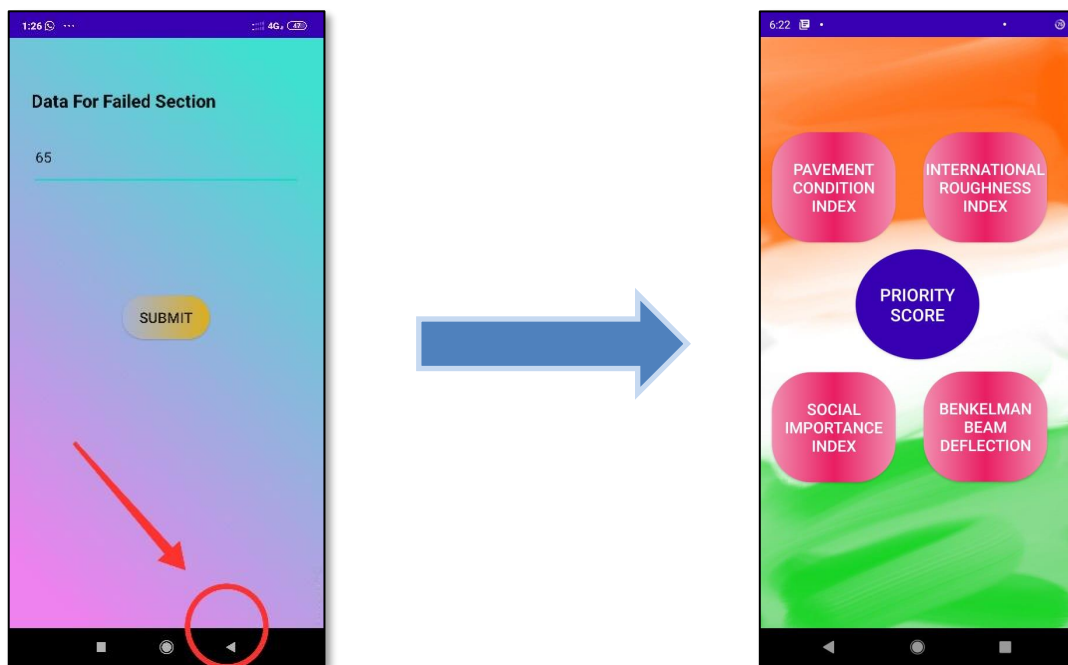 1:26 ...
4G 47
Data For Failed Section
65
SUBMIT
6:22
PAVEMENT
CONDITION
INDEX
INTERNATIONAL
ROUGHNESS
INDEX
PRIORITY
SCORE
SOCIAL
IMPORTANCE
INDEX
BENKELMAN
BEAM
DEFLECTION